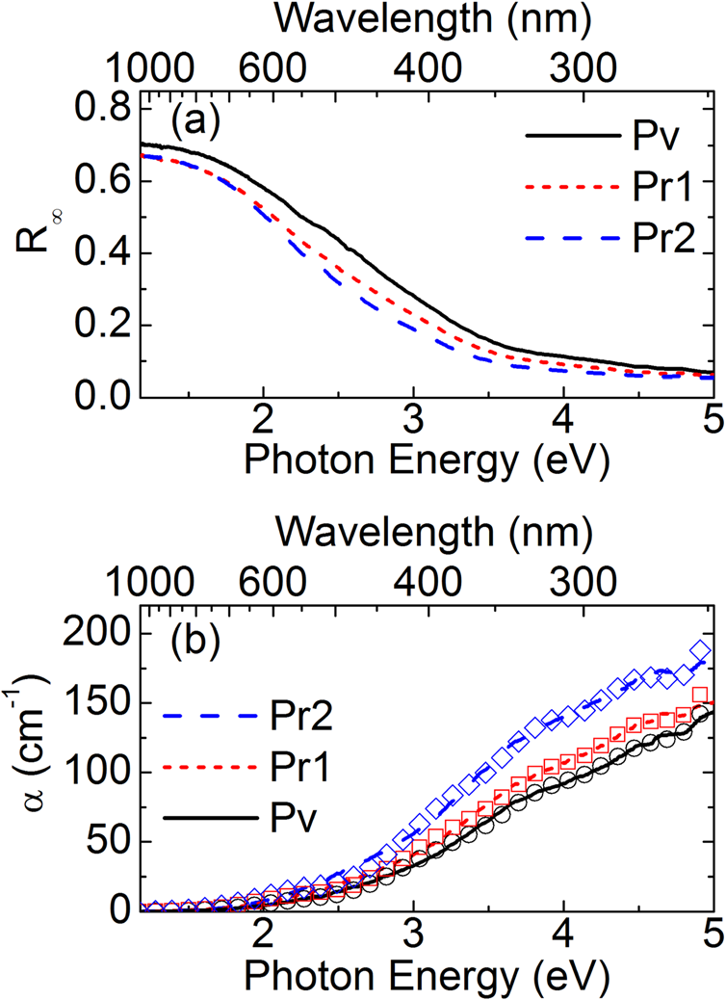 Wavelength (nm)
1000 600 400 300
0.8
(a)
Pv
0.6
Pr1
R∞
0.4
Pr2
0.2
0.0
2 3 4 5
Photon Energy (eV)
Wavelength (nm)
1000 600 400 300
200
(b)
150
Pr2
α (cm-1)
100
Pr1
50
Pv
0
2 3 4 5
Photon Energy (eV)